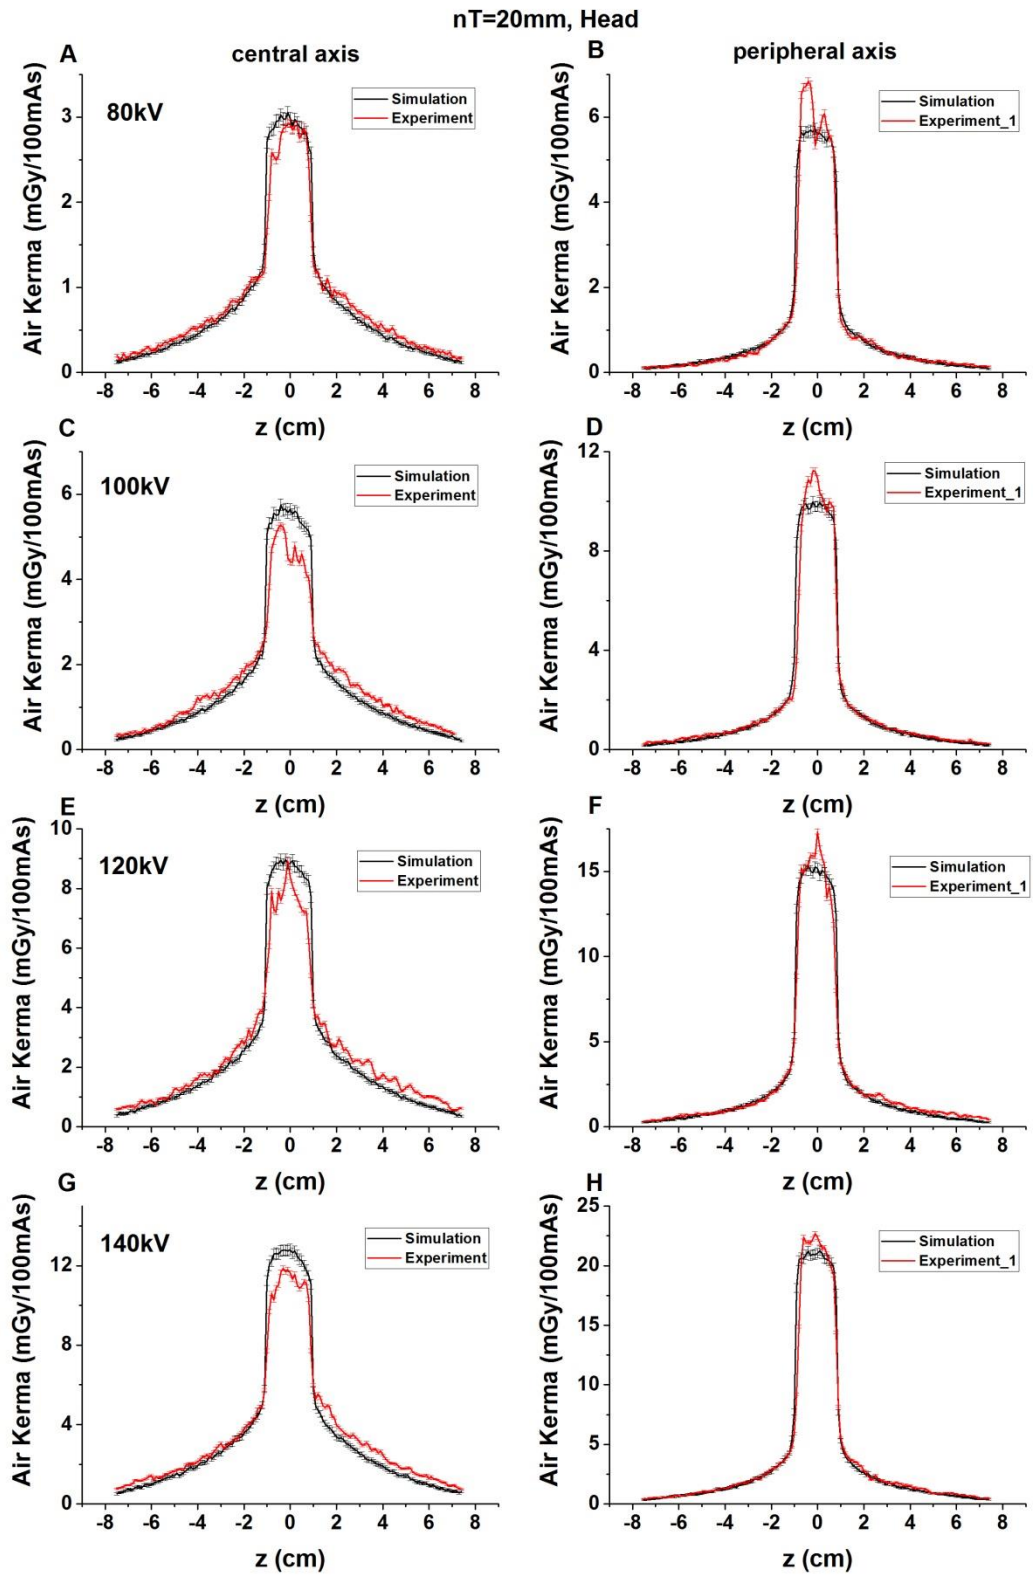 nT=20mm, Head
A
central axis
80kV
Simulation
Experiment
Air Kerma (mGy/100mAs)
3
2
1
0
-8 -6 -4 -2 0 2 4 6 8
z (cm)
B
peripheral axis
Simulation
Experiment_1
Air Kerma (mGy/100mAs)
6
4
2
0
-8 -6 -4 -2 0 2 4 6 8
z (cm)
C
100kV
Simulation
Experiment
Air Kerma (mGy/100mAs)
6
4
2
0
-8 -6 -4 -2 0 2 4 6 8
z (cm)
D
Simulation
Experiment_1
Air Kerma (mGy/100mAs)
12
8
4
0
-8 -6 -4 -2 0 2 4 6 8
z (cm)
E
120kV
Simulation
Experiment
Air Kerma (mGy/100mAs)
10
8
6
4
2
0
-8 -6 -4 -2 0 2 4 6 8
z (cm)
F
Simulation
Experiment_1
Air Kerma (mGy/100mAs)
15
10
5
0
-8 -6 -4 -2 0 2 4 6 8
z (cm)
G
140kV
Simulation
Experiment
Air Kerma (mGy/100mAs)
12
8
4
0
-8 -6 -4 -2 0 2 4 6 8
z (cm)
H
Simulation
Experiment_1
Air Kerma (mGy/100mAs)
25
20
15
10
5
0
-8 -6 -4 -2 0 2 4 6 8
z (cm)